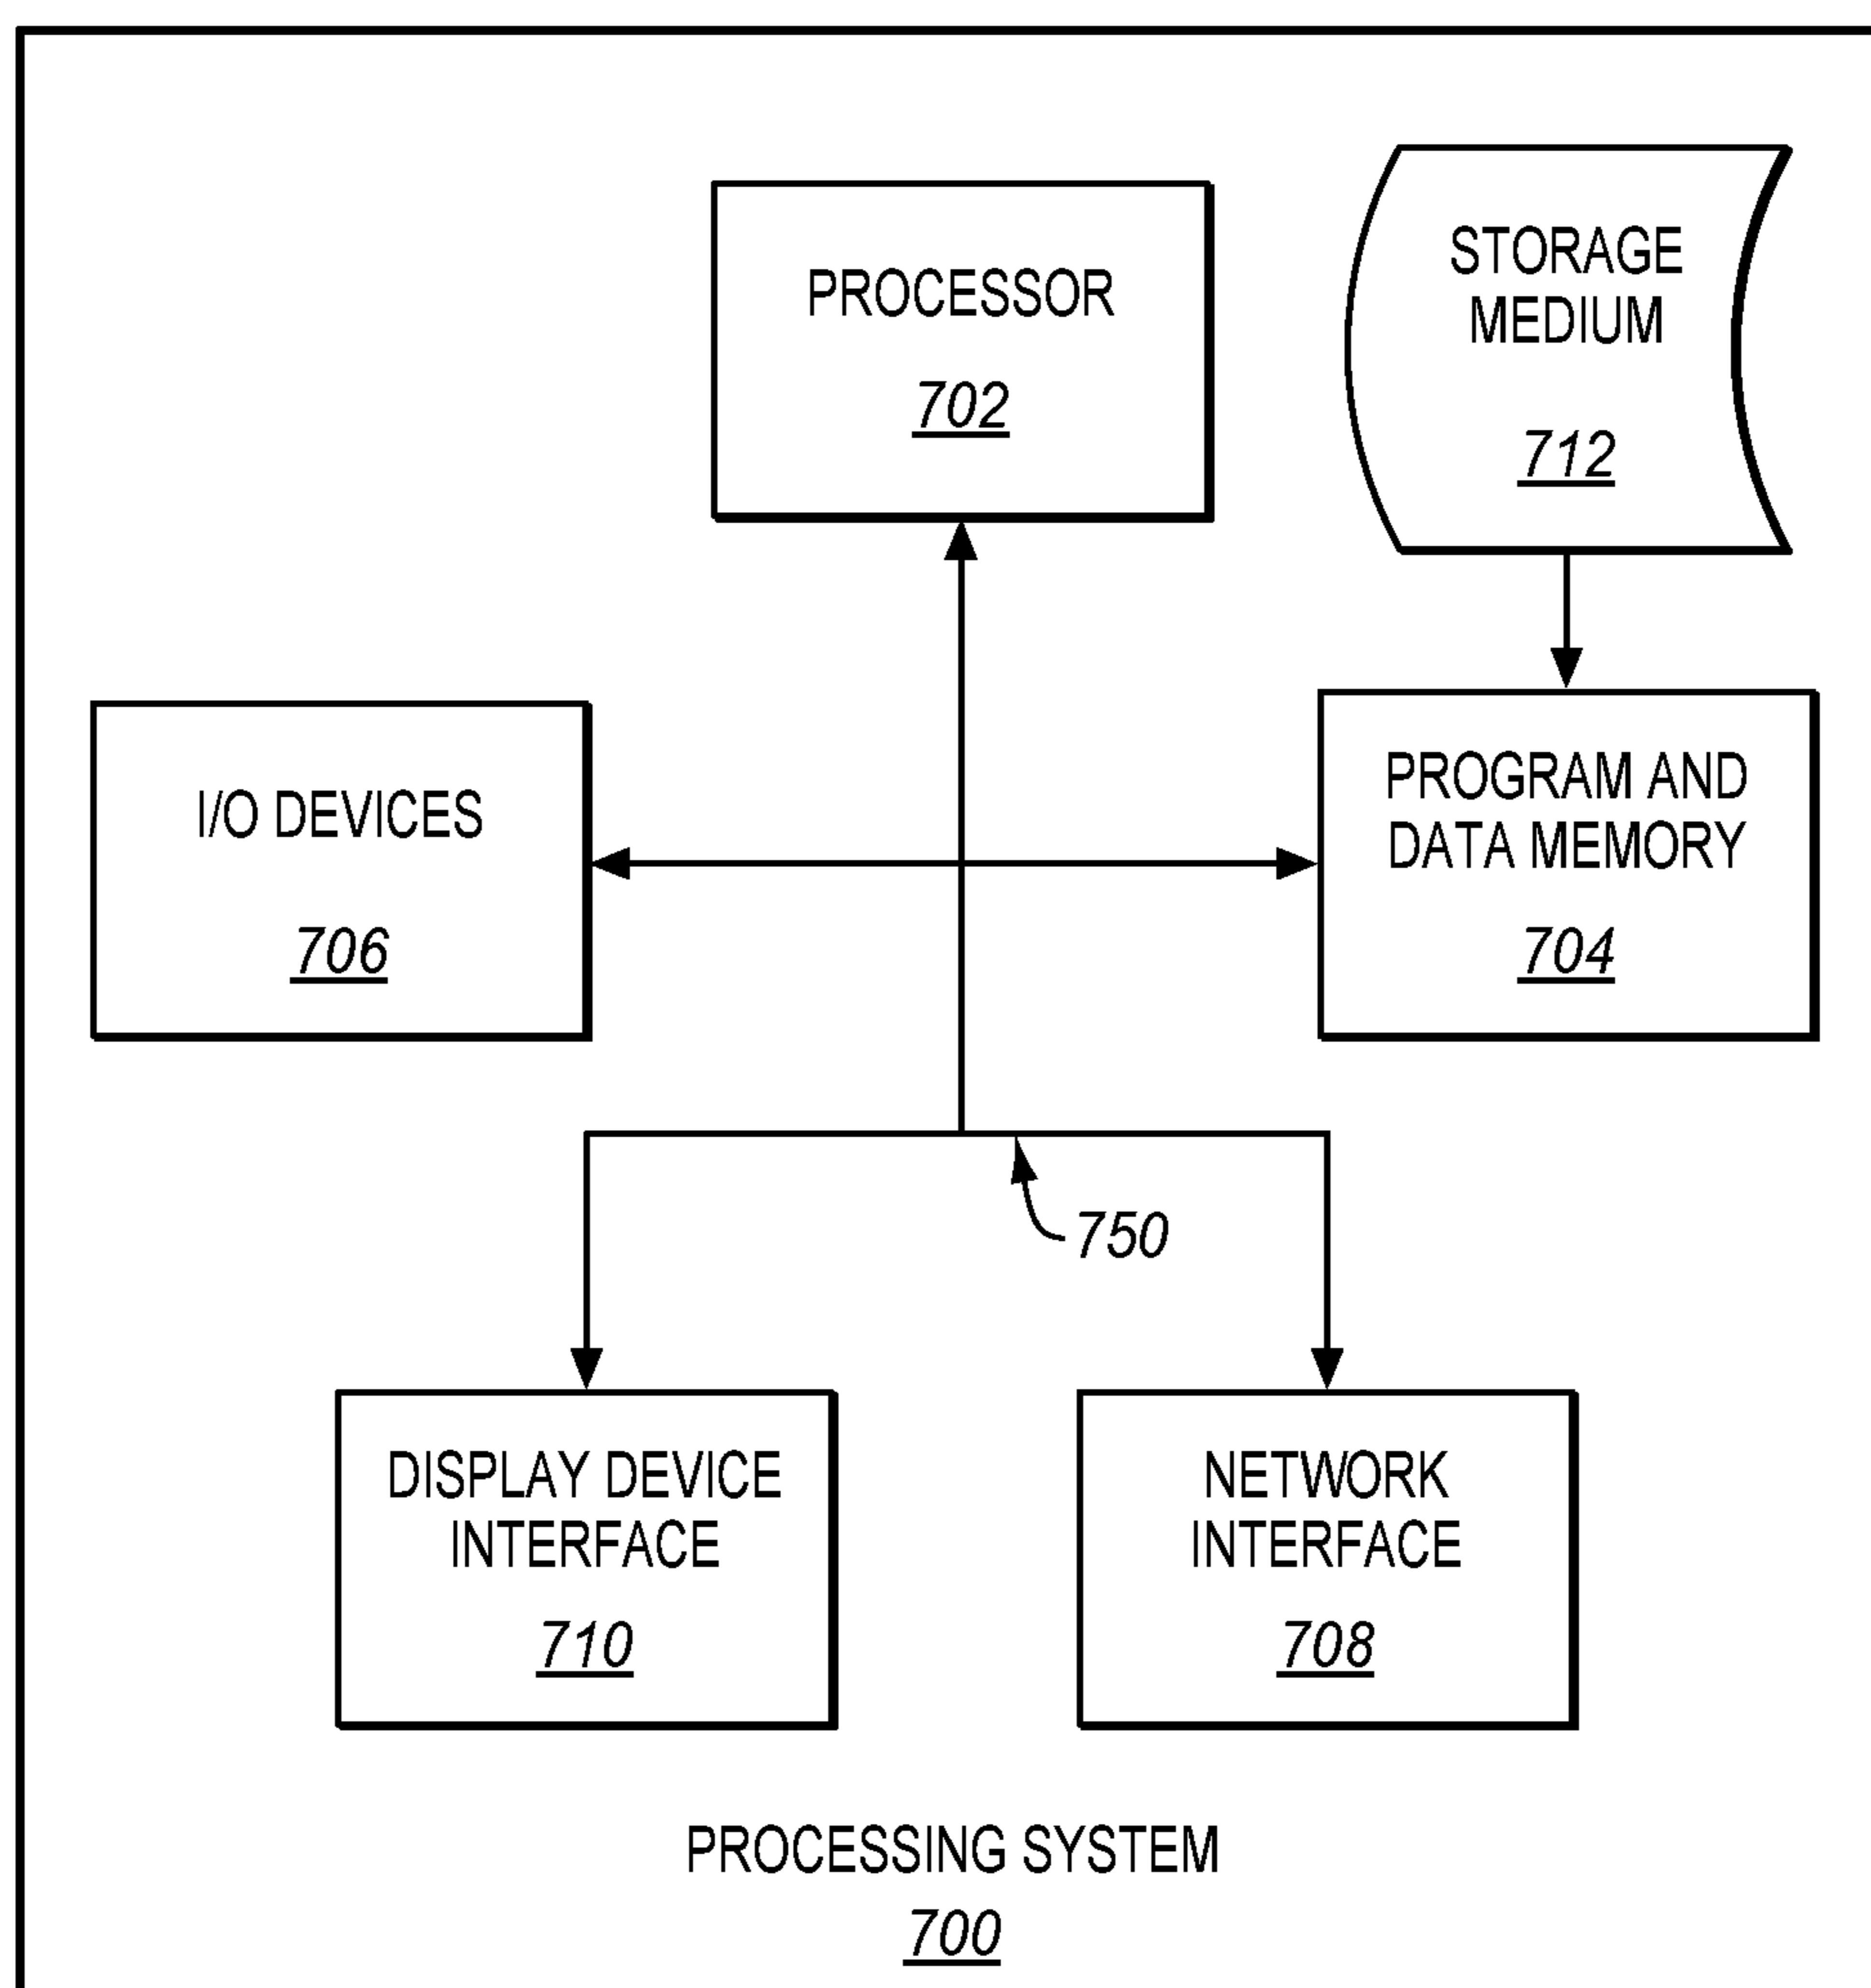 PROCESSOR
702
STORAGE
MEDIUM
712
I/O DEVICES
706
PROGRAM AND
DATA MEMORY
704
750
DISPLAY DEVICE
INTERFACE
710
NETWORK
INTERFACE
708
PROCESSING SYSTEM
700